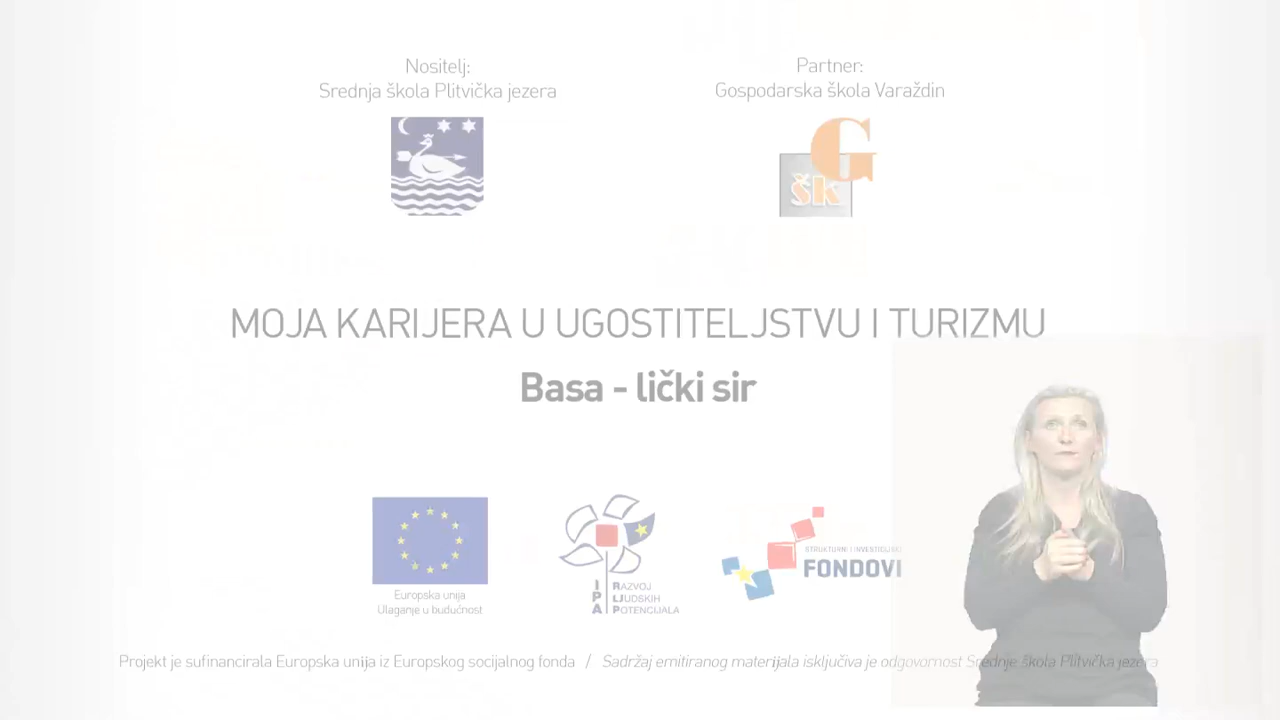 Nositelj:
Srednja škola Plitvička jezera
Partner:
Gospodarska škola Varaždin
G
šk
MOJA KARIJERA U UGOSTITELJSTVU I TURIZMU
Basa - lički sir
Europska unija
Ulaganje u budućnost
IPA
RAZVOJ
LJUDSKIH
POTENCIJALA
STRUKTURNI I INVESTICIJSKI
FONDOVI
Projekt je sufinancirala Europska unija iz Europskog socijalnog fonda / Sadržaj emitiranog materijala isključiva je odgovornost Srednje škola Plitvička jezera